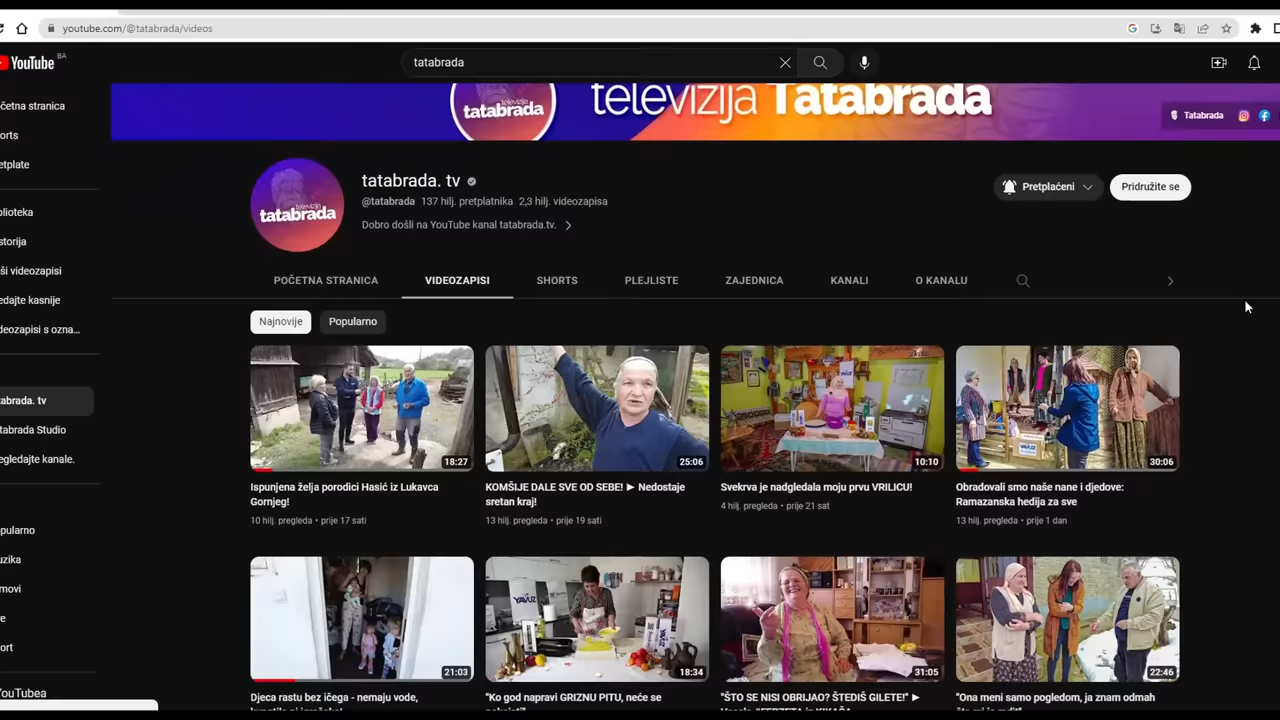 youtube.com/@tatabrada/videos
YouTube BA
tatabrada
televizija Tatabrada
televizija
tatabrada
Tatabrada
četna stranica
orts
etplate
blioteka
storija
ši videozapisi
edajte kasnije
deozapisi s ozna...
abrada. tv
tabrada Studio
egledajte kanale.
opularno
uzika
movi
ort
YouTubea
televizija
tatabrada
tatabrada. tv
@tatabrada 137 hilj. pretplatnika 2,3 hilj. videozapisa
Dobro došli na YouTube kanal tatabrada.tv.
Pretplaćeni
Pridružite se
POČETNA STRANICA VIDEOZAPISI SHORTS PLEJLISTE ZAJEDNICA KANALI O KANALU
Najnovije Popularno
18:27
Ispunjena želja porodici Hasić iz Lukavca
Gornjeg!
10 hilj. pregleda • prije 17 sati
25:06
KOMŠIJE DALE SVE OD SEBE! ► Nedostaje
sretan kraj!
13 hilj. pregleda • prije 19 sati
10:10
Svekrva je nadgledala moju prvu VRILICU!
4 hilj. pregleda • prije 21 sat
30:06
Obradovali smo naše nane i djedove:
Ramazanska hedija za sve
13 hilj. pregleda • prije 1 dan
21:03
Djeca rastu bez ičega - nemaju vode,
YAVUZ
18:34
"Ko god napravi GRIZNU PITU, neće se
31:05
"ŠTO SE NISI OBRIJAO? ŠTEDIŠ GILETE!" ►
22:46
"Ona meni samo pogledom, ja znam odmah